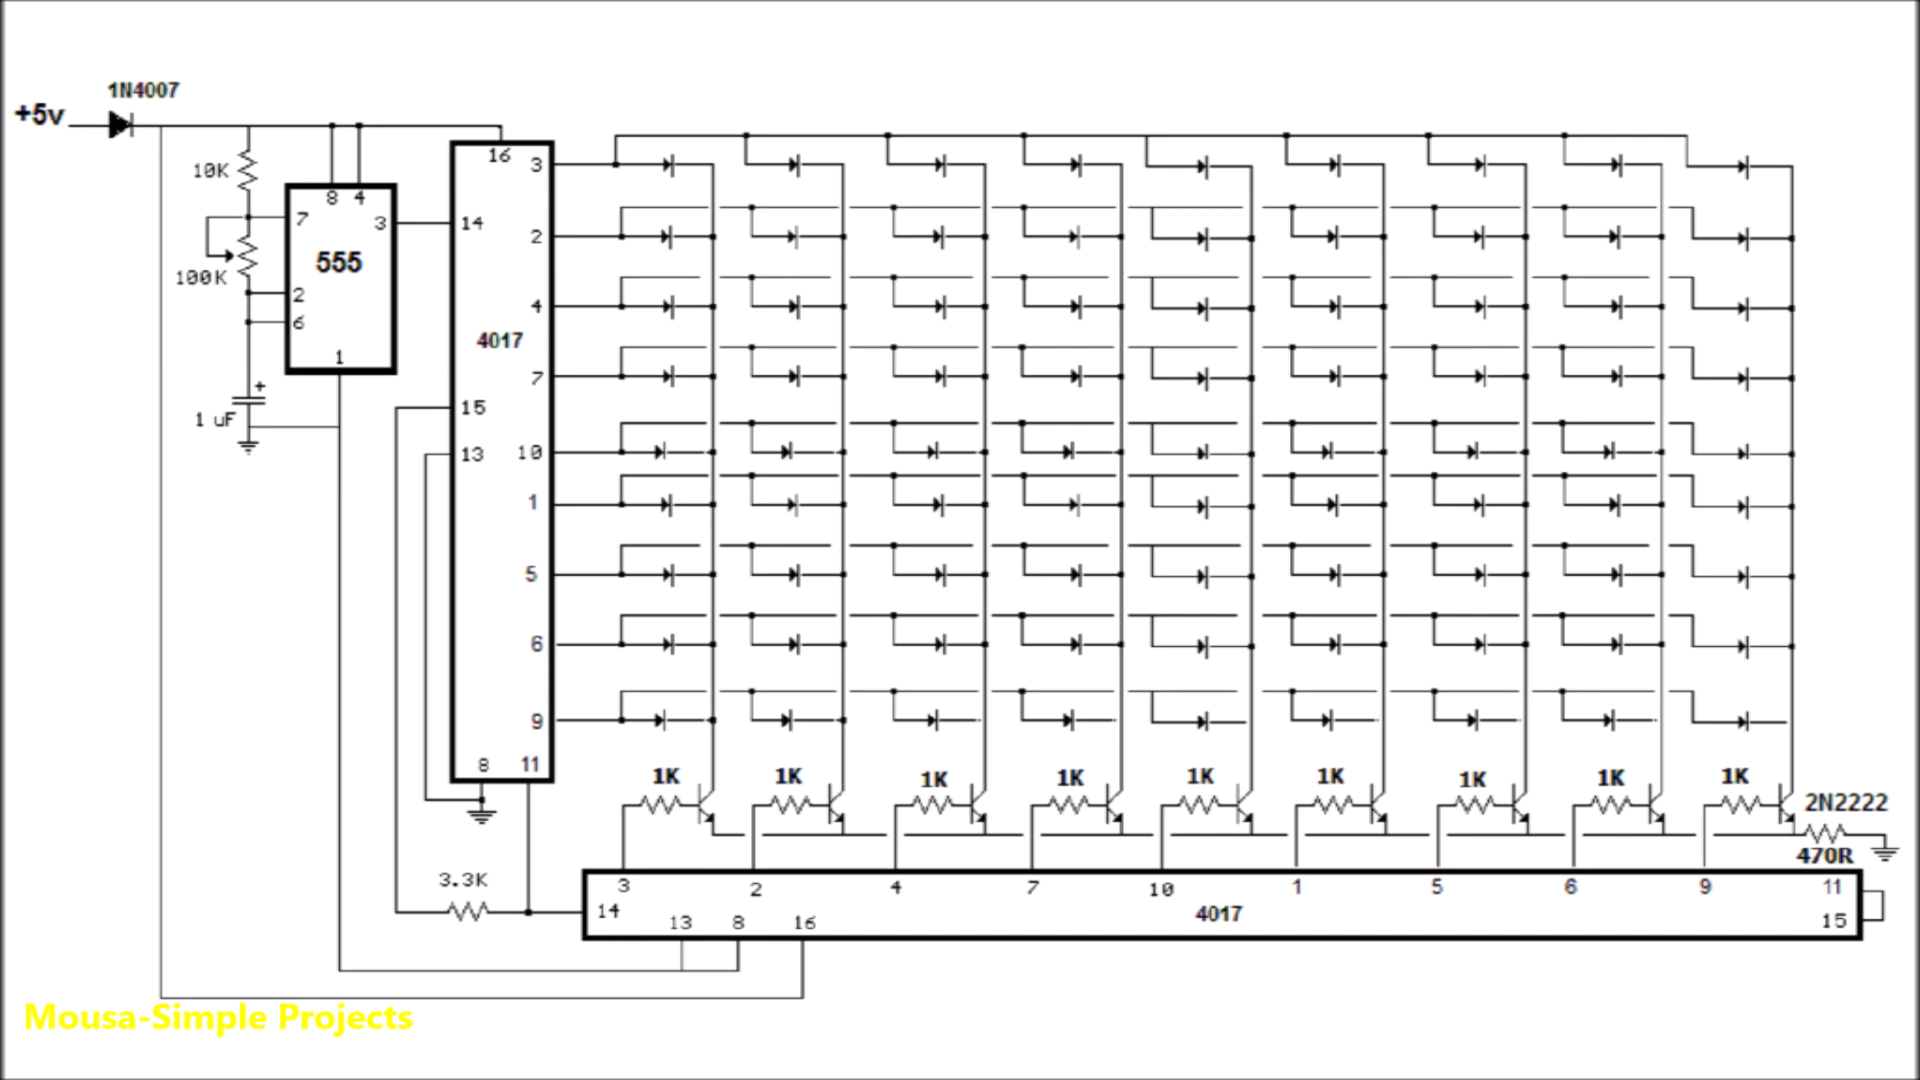 1N4007
+5v
10K
100K
1 uF
+
8 4
7
3
555
2
6
1
16
3
14
2
4
4017
7
15
13
10
1
5
6
9
8
11
3.3K
1K 1K 1K 1K 1K 1K 1K 1K 1K
2N2222
470R
3 2 4 7 10 1 5 6 9 11
14
4017
13 8 16
15
Mousa-Simple Projects